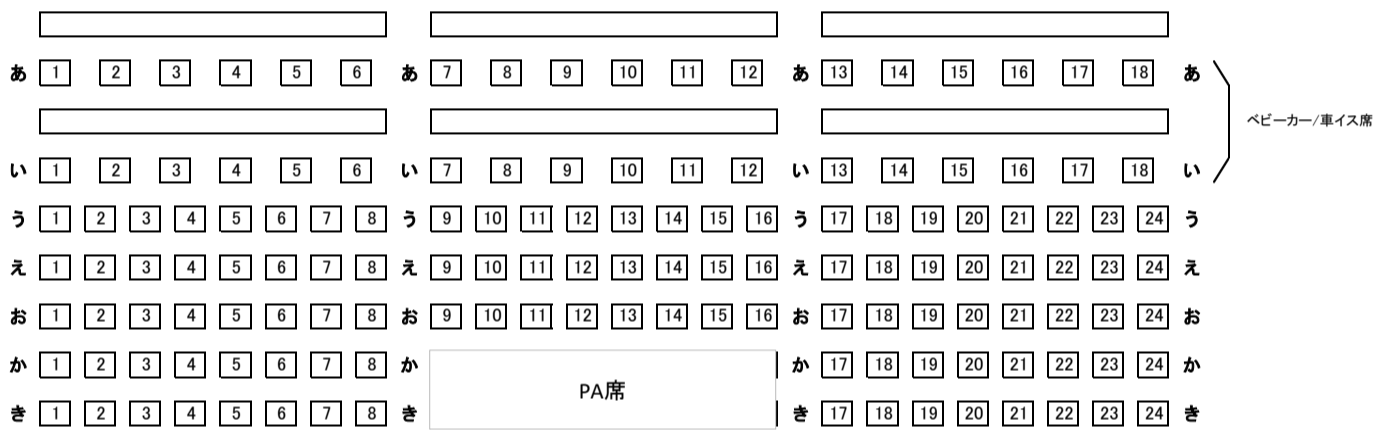 あ 1 2 3 4 5 6 あ 7 8 9 10 11 12 あ 13 14 15 16 17 18 あ
ベビーカー/車イス席
い 1 2 3 4 5 6 い 7 8 9 10 11 12 い 13 14 15 16 17 18 い
う 1 2 3 4 5 6 7 8 う 9 10 11 12 13 14 15 16 う 17 18 19 20 21 22 23 24 う
え 1 2 3 4 5 6 7 8 え 9 10 11 12 13 14 15 16 え 17 18 19 20 21 22 23 24 え
お 1 2 3 4 5 6 7 8 お 9 10 11 12 13 14 15 16 お 17 18 19 20 21 22 23 24 お
か 1 2 3 4 5 6 7 8 か か 17 18 19 20 21 22 23 24 か
PA席
き 1 2 3 4 5 6 7 8 き き 17 18 19 20 21 22 23 24 き